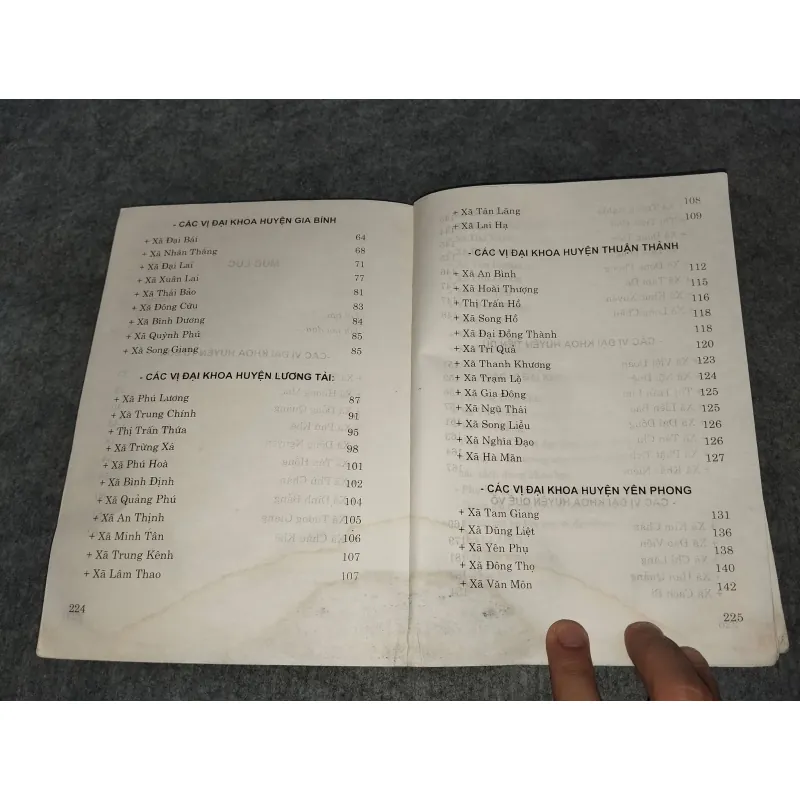 - CÁC VỊ ĐẠI KHOA HUYỆN GIA BÌNH
+ Xã Đại Bái 64
+ Xã Nhân Thắng 68
+ Xã Đại Lai 71
+ Xã Xuân Lai 77
+ Xã Thái Bảo 81
+ Xã Đông Cứu 83
+ Xã Bình Dương 84
+ Xã Quỳnh Phú 85
+ Xã Song Giang 85
- CÁC VỊ ĐẠI KHOA HUYỆN LƯƠNG TÀI:
+ Xã Phú Lương 87
+ Xã Trung Chính 91
+ Thị Trấn Thứa 95
+ Xã Trừng Xá 98
+ Xã Phú Hoà 101
+ Xã Bình Định 102
+ Xã Quảng Phú 104
+ Xã An Thịnh 105
+ Xã Minh Tân 106
+ Xã Trung Kênh 107
+ Xã Lâm Thao 107
224
+ Xã Tân Lãng 108
+ Xã Lai Hạ 109
- CÁC VỊ ĐẠI KHOA HUYỆN THUẬN THÀNH
+ Xã An Bình 112
+ Xã Hoài Thượng 115
+ Thị Trấn Hồ 116
+ Xã Song Hồ 118
+ Xã Đại Đồng Thành 118
+ Xã Trí Quả 120
+ Xã Thanh Khương 123
+ Xã Trạm Lộ 124
+ Xã Gia Đông 125
+ Xã Ngũ Thái 125
+ Xã Song Liễu 126
+ Xã Nghĩa Đạo 126
+ Xã Hà Mãn 127
- CÁC VỊ ĐẠI KHOA HUYỆN YÊN PHONG
+ Xã Tam Giang 131
+ Xã Dũng Liệt 136
+ Xã Yên Phụ 138
+ Xã Đông Thọ 140
+ Xã Văn Môn 142
225